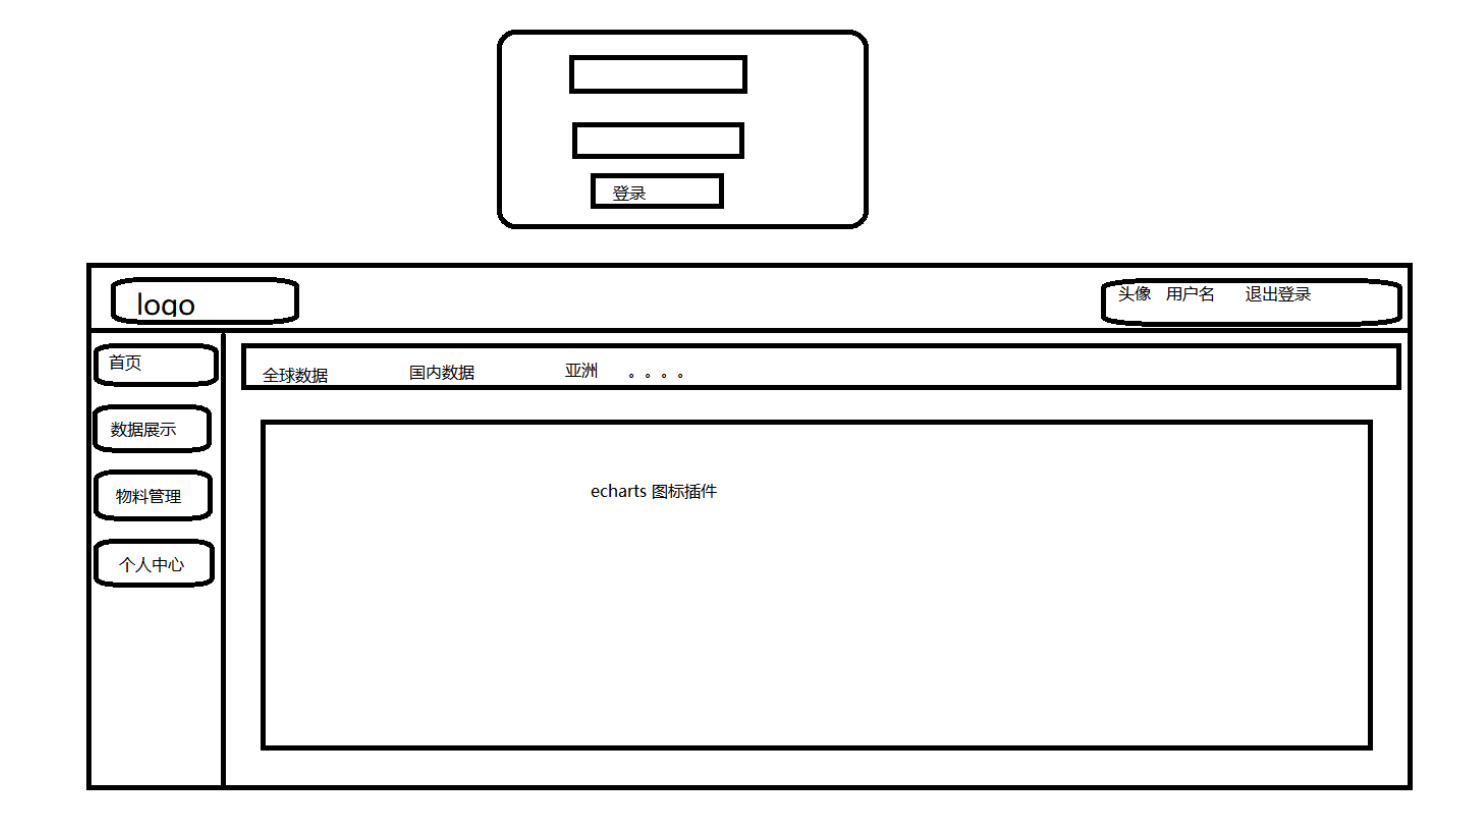 登录
logo
头像 用户名 退出登录
首页
全球数据 国内数据 亚洲 。。。。
数据展示
物料管理
echarts 图标插件
个人中心